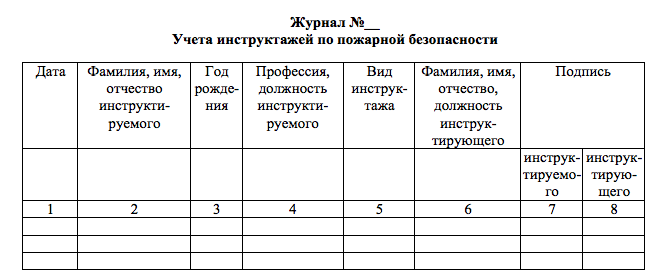 Журнал №__
Учета инструктажей по пожарной безопасности
Дата
Фамилия, имя,
отчество
инструкти-
руемого
Год
рожде-
ния
Профессия,
должность
инструкти-
руемого
Вид
инструк-
тажа
Фамилия, имя,
отчество,
должность
инструк-
тирующего
Подпись
инструк-
тируемо-
го
инструк-
тирую-
щего
1 2 3 4 5 6 7 8